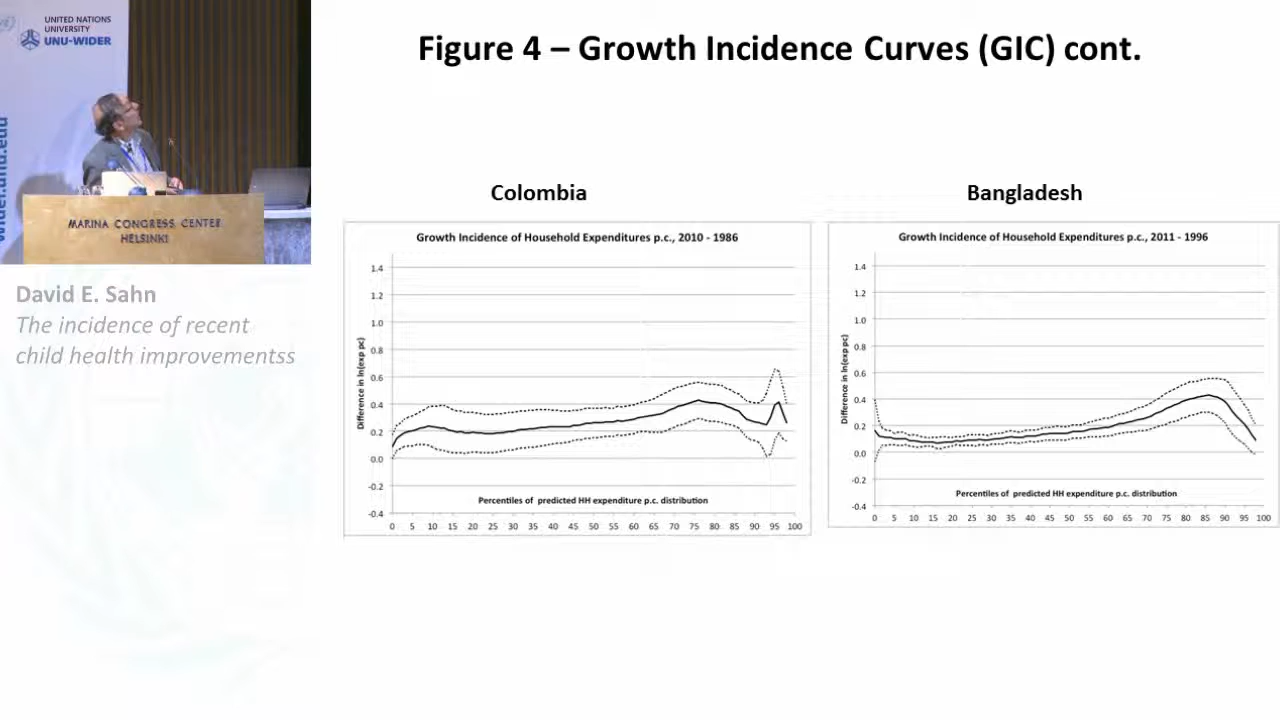 UNITED NATIONS
UNIVERSITY
UNU-WIDER
wider.unu.edu
MARINA CONGRESS CENTER
HELSINKI
David E. Sahn
The incidence of recent
child health improvementss
Figure 4 – Growth Incidence Curves (GIC) cont.
Colombia
Growth Incidence of Household Expenditures p.c., 2010 - 1986
Difference in ln(exp pc)
1.4
1.2
1.0
0.8
0.6
0.4
0.2
0.0
-0.2
-0.4
Percentiles of predicted HH expenditure p.c. distribution
0 5 10 15 20 25 30 35 40 45 50 55 60 65 70 75 80 85 90 95 100
Bangladesh
Growth Incidence of Household Expenditures p.c., 2011 - 1996
Difference in ln(exp pc)
1.4
1.2
1.0
0.8
0.6
0.4
0.2
0.0
-0.2
-0.4
Percentiles of predicted HH expenditure p.c. distribution
0 5 10 15 20 25 30 35 40 45 50 55 60 65 70 75 80 85 90 95 100